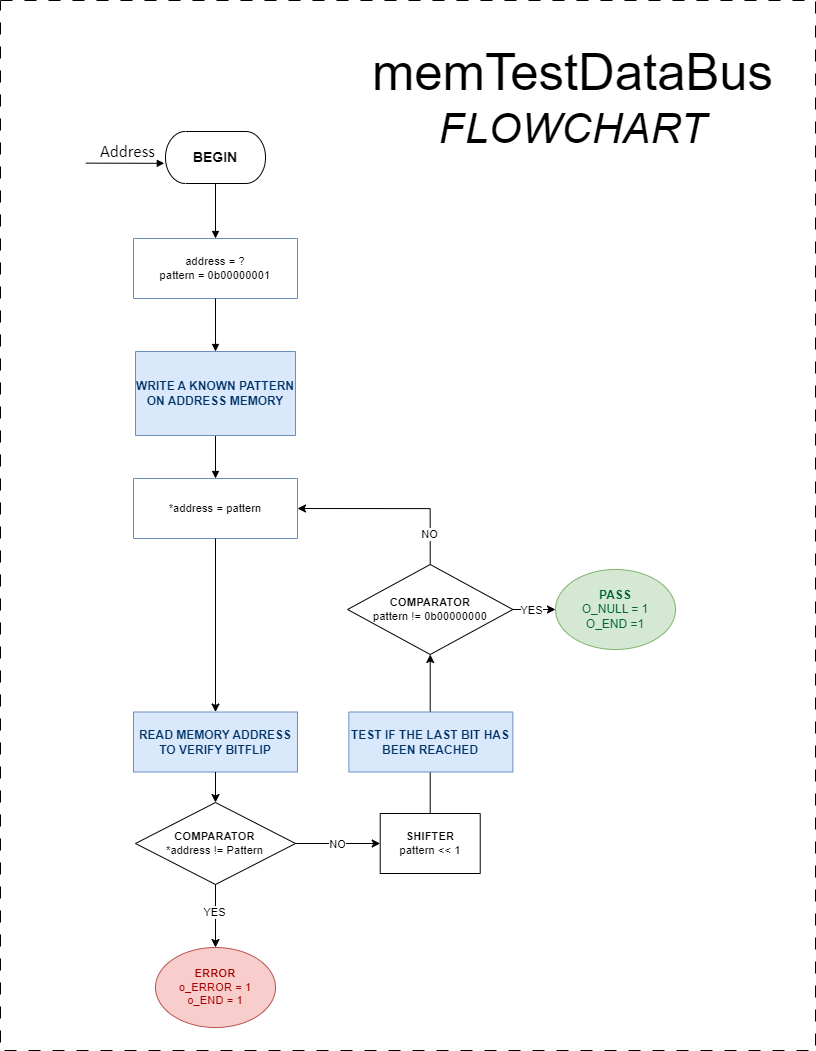 memTestDataBus
FLOWCHART
Address
BEGIN
address = ?
pattern = 0b00000001
WRITE A KNOWN PATTERN
ON ADDRESS MEMORY
*address = pattern
NO
COMPARATOR
pattern != 0b00000000
YES
PASS
O_NULL = 1
O_END =1
READ MEMORY ADDRESS
TO VERIFY BITFLIP
TEST IF THE LAST BIT HAS
BEEN REACHED
COMPARATOR
*address != Pattern
NO
SHIFTER
pattern << 1
YES
ERROR
o_ERROR = 1
o_END = 1